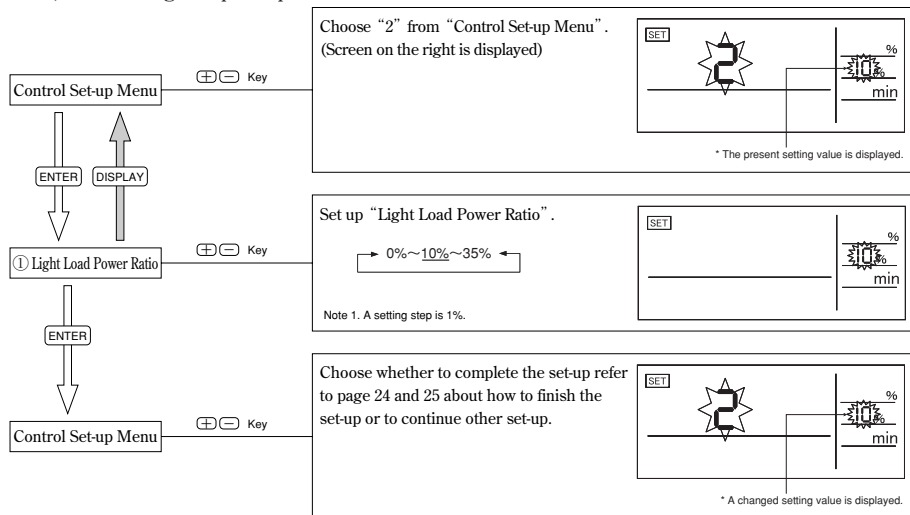 Choose “2” from “Control Set-up Menu”.
(Screen on the right is displayed)
SET
2
%
10%
min
* The present setting value is displayed.
Control Set-up Menu
+ − Key
ENTER
DISPLAY
① Light Load Power Ratio
+ − Key
Set up “Light Load Power Ratio”.
0%～10%～35%
Note 1. A setting step is 1%.
SET
%
10%
min
ENTER
Control Set-up Menu
+ − Key
Choose whether to complete the set-up refer
to page 24 and 25 about how to finish the
set-up or to continue other set-up.
SET
2
%
10%
min
* A changed setting value is displayed.